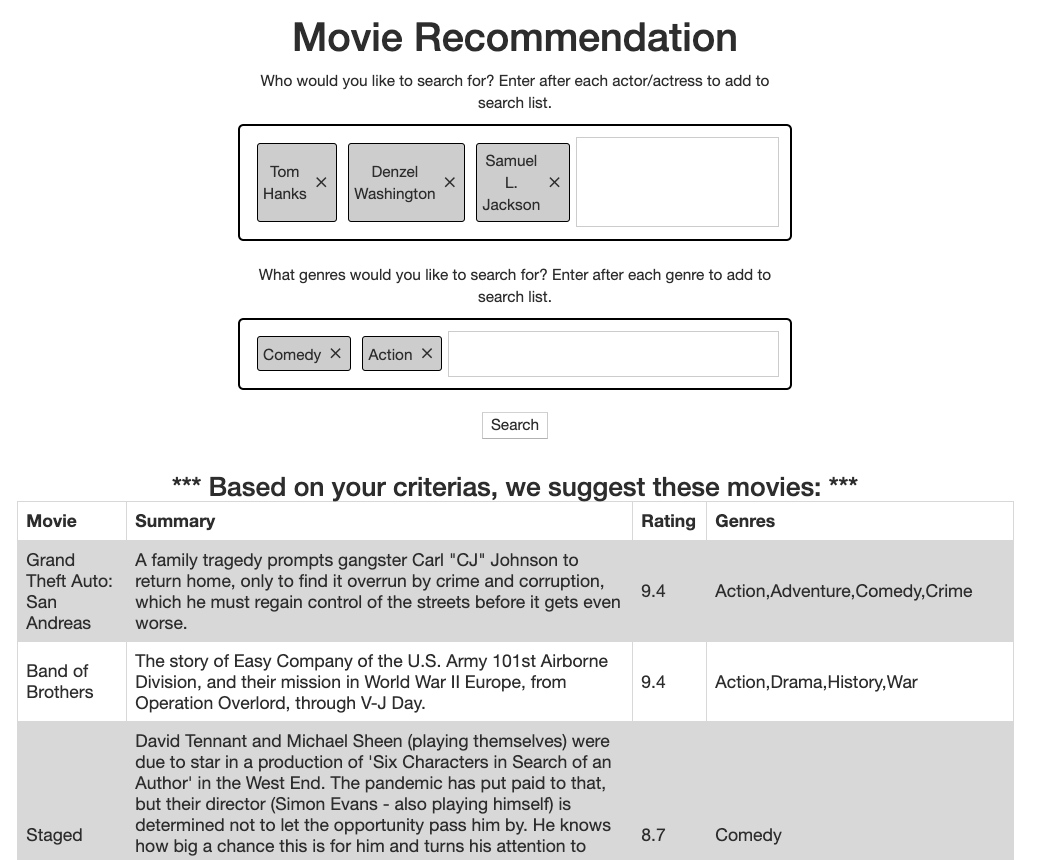 Movie Recommendation
Who would you like to search for? Enter after each actor/actress to add to
search list.
Tom
Hanks ×
Denzel
Washington ×
Samuel
L.
Jackson ×
What genres would you like to search for? Enter after each genre to add to
search list.
Comedy × Action ×
Search
*** Based on your criterias, we suggest these movies: ***
Movie Summary Rating Genres
Grand
Theft Auto:
San
Andreas
A family tragedy prompts gangster Carl "CJ" Johnson to
return home, only to find it overrun by crime and corruption,
which he must regain control of the streets before it gets even
worse.
9.4
Action,Adventure,Comedy,Crime
Band of
Brothers
The story of Easy Company of the U.S. Army 101st Airborne
Division, and their mission in World War II Europe, from
Operation Overlord, through V-J Day.
9.4
Action,Drama,History,War
Staged
David Tennant and Michael Sheen (playing themselves) were
due to star in a production of 'Six Characters in Search of an
Author' in the West End. The pandemic has put paid to that,
but their director (Simon Evans - also playing himself) is
determined not to let the opportunity pass him by. He knows
how big a chance this is for him and turns his attention to
8.7
Comedy